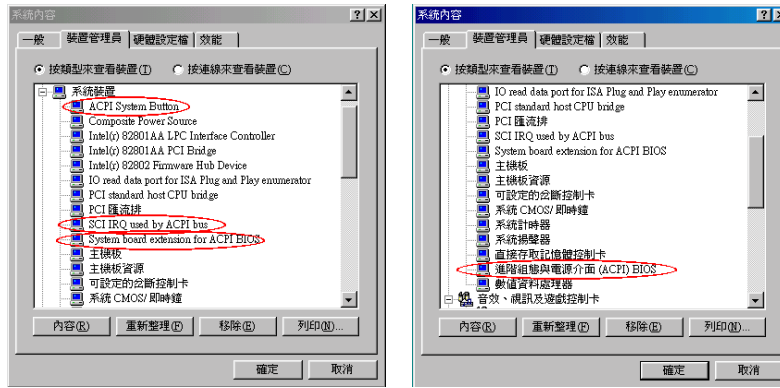 系統內容
一般
裝置管理員
硬體設定檔
效能
按類型來查看裝置(I)
按連線來查看裝置(C)
系統裝置
ACPI System Button
Composite Power Source
Intel(r) 82801AA LPC Interface Controller
Intel(r) 82801AA PCI Bridge
Intel(r) 82802 Firmware Hub Device
IO read data port for ISA Plug and Play enumerator
PCI standard host CPU bridge
PCI 匯流排
SCI IRQ used by ACPI bus
System board extension for ACPI BIOS
主機板
主機板資源
可設定的岔斷控制卡
系統 CMOS/ 即時鐘
內容(R)
重新整理(F)
移除(E)
列印(N)...
確定
取消
系統內容
一般
裝置管理員
硬體設定檔
效能
按類型來查看裝置(I)
按連線來查看裝置(C)
IO read data port for ISA Plug and Play enumerator
PCI standard host CPU bridge
PCI 匯流排
SCI IRQ used by ACPI bus
System board extension for ACPI BIOS
主機板
主機板資源
可設定的岔斷控制卡
系統 CMOS/ 即時鐘
系統計時器
系統揚聲器
直接存取記憶體控制卡
進階組態與電源介面 (ACPI) BIOS
數值資料處理器
音效、視訊及遊戲控制卡
內容(R)
重新整理(F)
移除(E)
列印(N)...
確定
取消